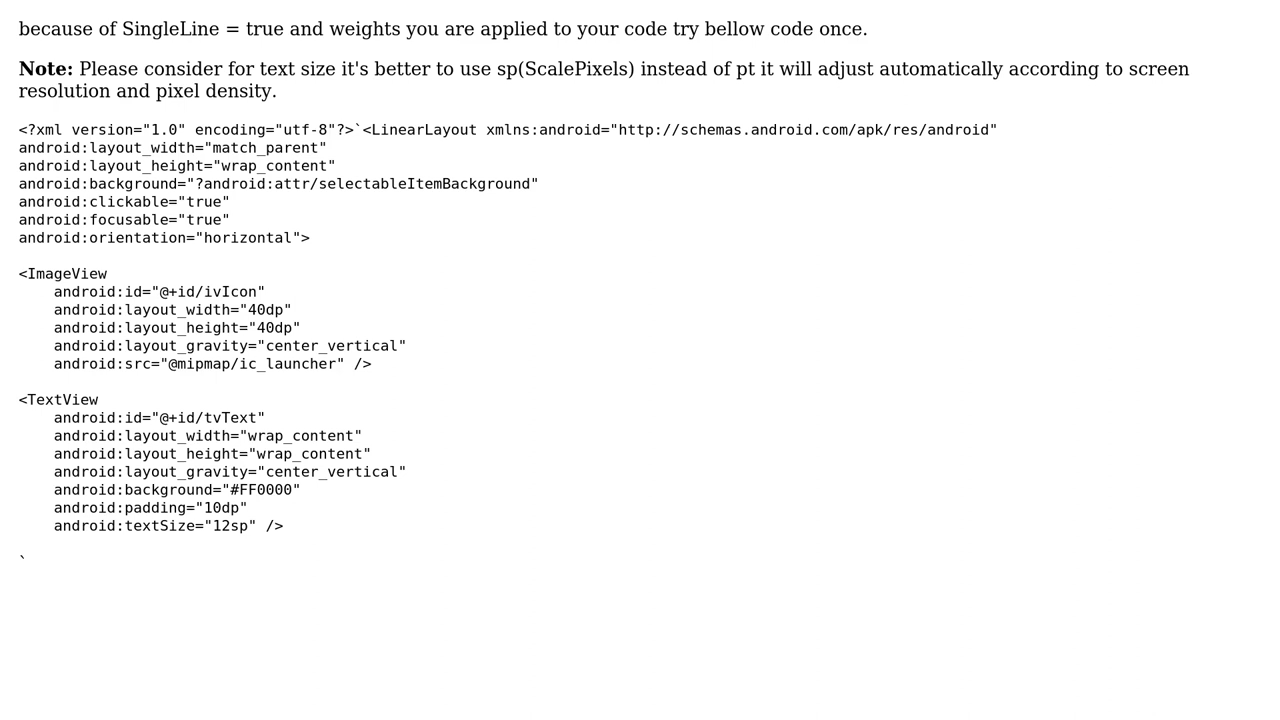 because of SingleLine = true and weights you are applied to your code try bellow code once.
Note: Please consider for text size it's better to use sp(ScalePixels) instead of pt it will adjust automatically according to screen
resolution and pixel density.
<?xml version="1.0" encoding="utf-8"?>`<LinearLayout xmlns:android="http://schemas.android.com/apk/res/android"
android:layout_width="match_parent"
android:layout_height="wrap_content"
android:background="?android:attr/selectableItemBackground"
android:clickable="true"
android:focusable="true"
android:orientation="horizontal">

<ImageView
    android:id="@+id/ivIcon"
    android:layout_width="40dp"
    android:layout_height="40dp"
    android:layout_gravity="center_vertical"
    android:src="@mipmap/ic_launcher" />

<TextView
    android:id="@+id/tvText"
    android:layout_width="wrap_content"
    android:layout_height="wrap_content"
    android:layout_gravity="center_vertical"
    android:background="#FF0000"
    android:padding="10dp"
    android:textSize="12sp" />

`